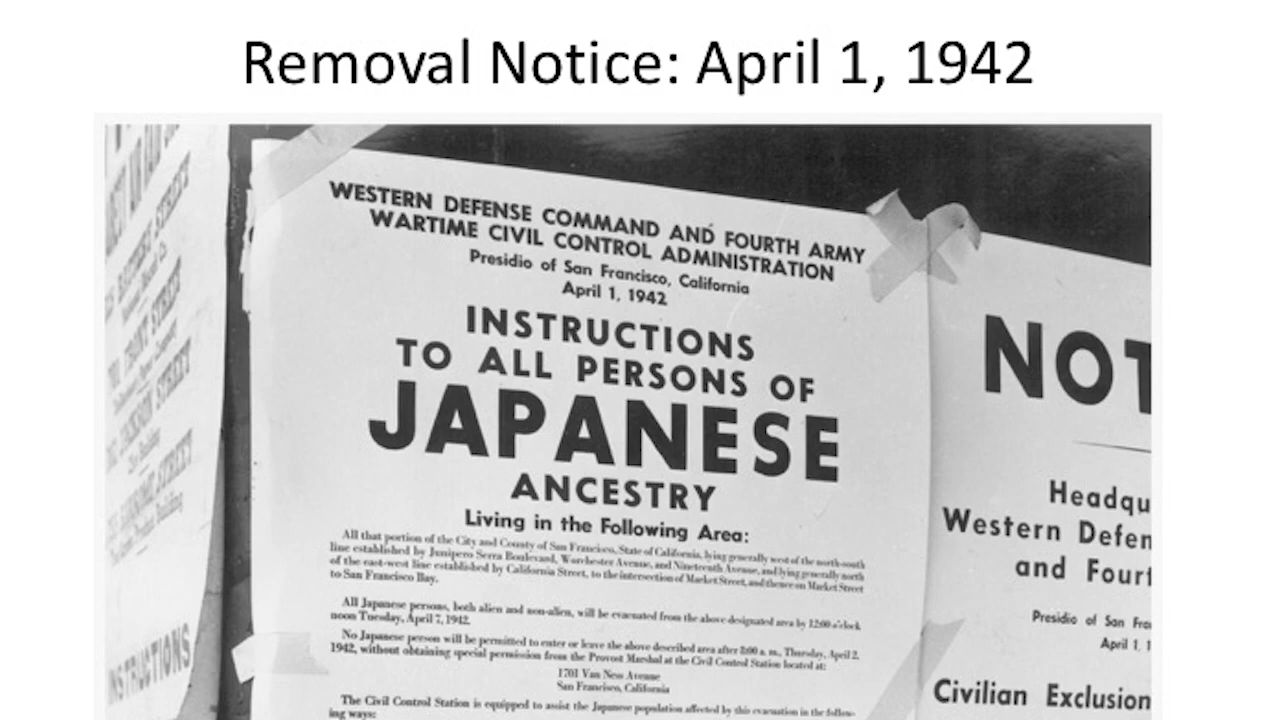 Removal Notice: April 1, 1942
WESTERN DEFENSE COMMAND AND FOURTH ARMY
WARTIME CIVIL CONTROL ADMINISTRATION
Presidio of San Francisco, California
April 1, 1942
INSTRUCTIONS
TO ALL PERSONS OF
JAPANESE
ANCESTRY
Living in the Following Area:
All that portion of the City and County of San Francisco, State of California, lying generally west of the north-south
line established by Junipero Serra Boulevard, Worchester Avenue, and Nineteenth Avenue, and lying generally north
of the east-west line established by California Street, to the intersection of Market Street, and thence on Market Street
to San Francisco Bay.
All Japanese persons, both alien and non-alien, will be evacuated from the above designated area by 12:00 o'clock
noon Tuesday, April 7, 1942.
No Japanese person will be permitted to enter or leave the above described area after 8:00 a. m., Thursday, April 2,
1942, without obtaining special permission from the Provost Marshal at the Civil Control Station located at:
1701 Van Ness Avenue
San Francisco, California
The Civil Control Station is equipped to assist the Japanese population affected by this evacuation in the follow-
ing ways:
NOT
Headqu
Western Defen
and Fourt
Presidio of San Fra
April 1, 1
Civilian Exclusion
INSTRUCTIONS